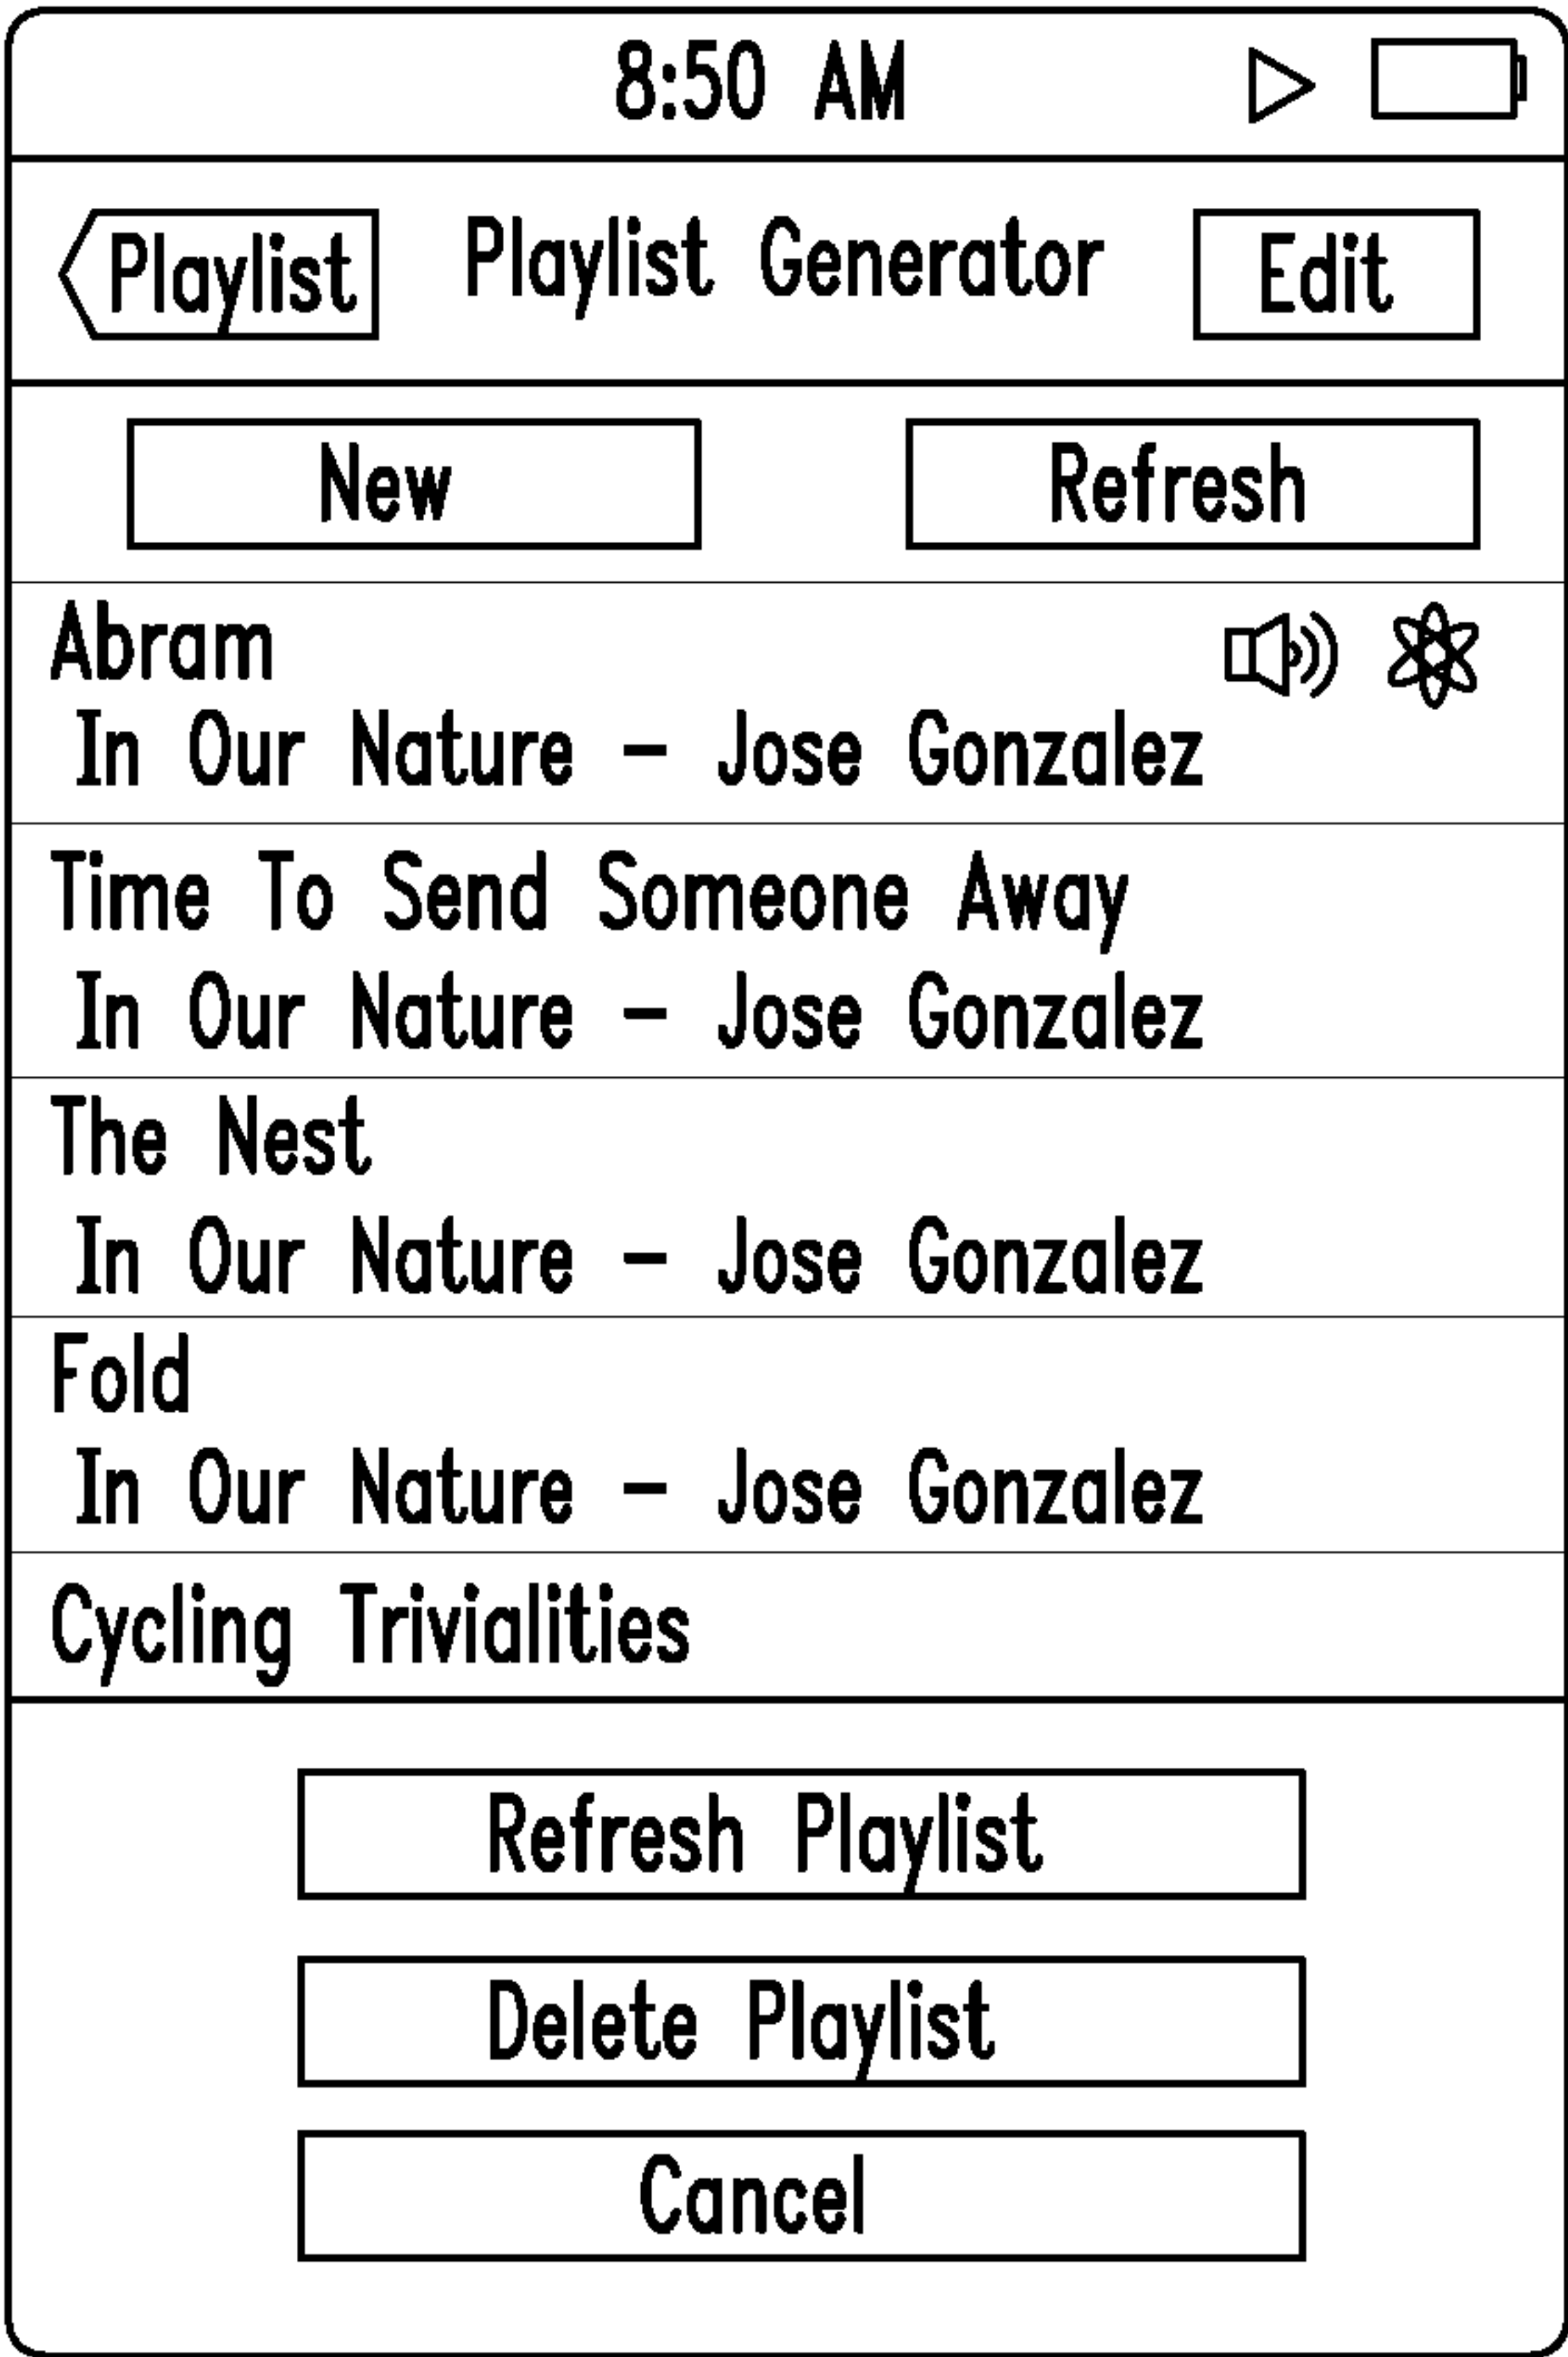 8:50 AM
Playlist Playlist Generator Edit
New Refresh
Abram
In Our Nature - Jose Gonzalez
Time To Send Someone Away
In Our Nature - Jose Gonzalez
The Nest
In Our Nature - Jose Gonzalez
Fold
In Our Nature - Jose Gonzalez
Cycling Trivialities
Refresh Playlist
Delete Playlist
Cancel